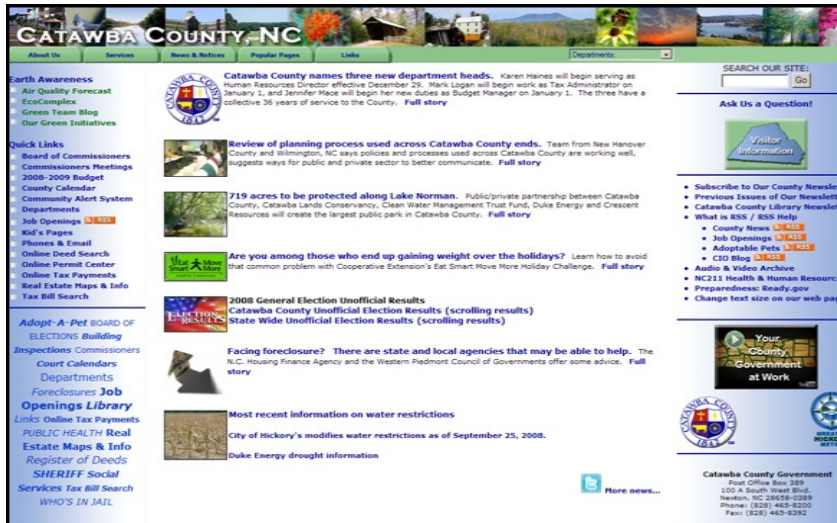 CATAWBA COUNTY, NC
About Us Services News & Notices Popular Pages Links Departments:
Earth Awareness
Air Quality Forecast
EcoComplex
Green Team Blog
Our Green Initiatives
Quick Links
Board of Commissioners
Commissioners Meetings
2008-2009 Budget
County Calendar
Community Alert System
Departments
Job Openings RSS
Kid's Pages
Phones & Email
Online Deed Search
Online Permit Center
Online Tax Payments
Real Estate Maps & Info
Tax Bill Search
Adopt-A-Pet BOARD OF
ELECTIONS Building
Inspections Commissioners
Court Calendars
Departments
Foreclosures Job
Openings Library
Links Online Tax Payments
PUBLIC HEALTH Real
Estate Maps & Info
Register of Deeds
SHERIFF Social
Services Tax Bill Search
WHO'S IN JAIL
CATAWBA COUNTY
1842
Catawba County names three new department heads. Karen Haines will begin serving as
Human Resources Director effective December 29. Mark Logan will begin work as Tax Administrator on
January 1, and Jennifer Mace will begin her new duties as Budget Manager on January 1. The three have a
collective 36 years of service to the County. Full story
Review of planning process used across Catawba County ends. Team from New Hanover
County and Wilmington, NC says policies and processes used across Catawba County are working well,
suggests ways for public and private sector to better communicate. Full story
719 acres to be protected along Lake Norman. Public/private partnership between Catawba
County, Catawba Lands Conservancy, Clean Water Management Trust Fund, Duke Energy and Crescent
Resources will create the largest public park in Catawba County. Full story
Eat Smart Move More
Are you among those who end up gaining weight over the holidays? Learn how to avoid
that common problem with Cooperative Extension's Eat Smart Move More Holiday Challenge. Full story
ELECTION RESULTS
2008 General Election Unofficial Results
Catawba County Unofficial Election Results (scrolling results)
State Wide Unofficial Election Results (scrolling results)
Facing foreclosure? There are state and local agencies that may be able to help. The
N.C. Housing Finance Agency and the Western Piedmont Council of Governments offer some advice. Full
story
Most recent information on water restrictions
City of Hickory's modifies water restrictions as of September 25, 2008.
Duke Energy drought information
More news...
SEARCH OUR SITE:
Go
Ask Us a Question!
Visitor
Information
Subscribe to Our County Newsle
Previous Issues of Our Newslett
Catawba County Library Newslet
What is RSS / RSS Help
County News RSS
Job Openings RSS
Adoptable Pets RSS
CIO Blog RSS
Audio & Video Archive
NC211 Health & Human Resourc
Preparedness: Ready.gov
Change text size on our web pag
Your
County
Government
at Work
CATAWBA COUNTY
1842
Catawba County Government
Post Office Box 389
100 A South West Blvd.
Newton, NC 28658-0389
Phone: (828) 465-8200
Fax: (828) 465-8392